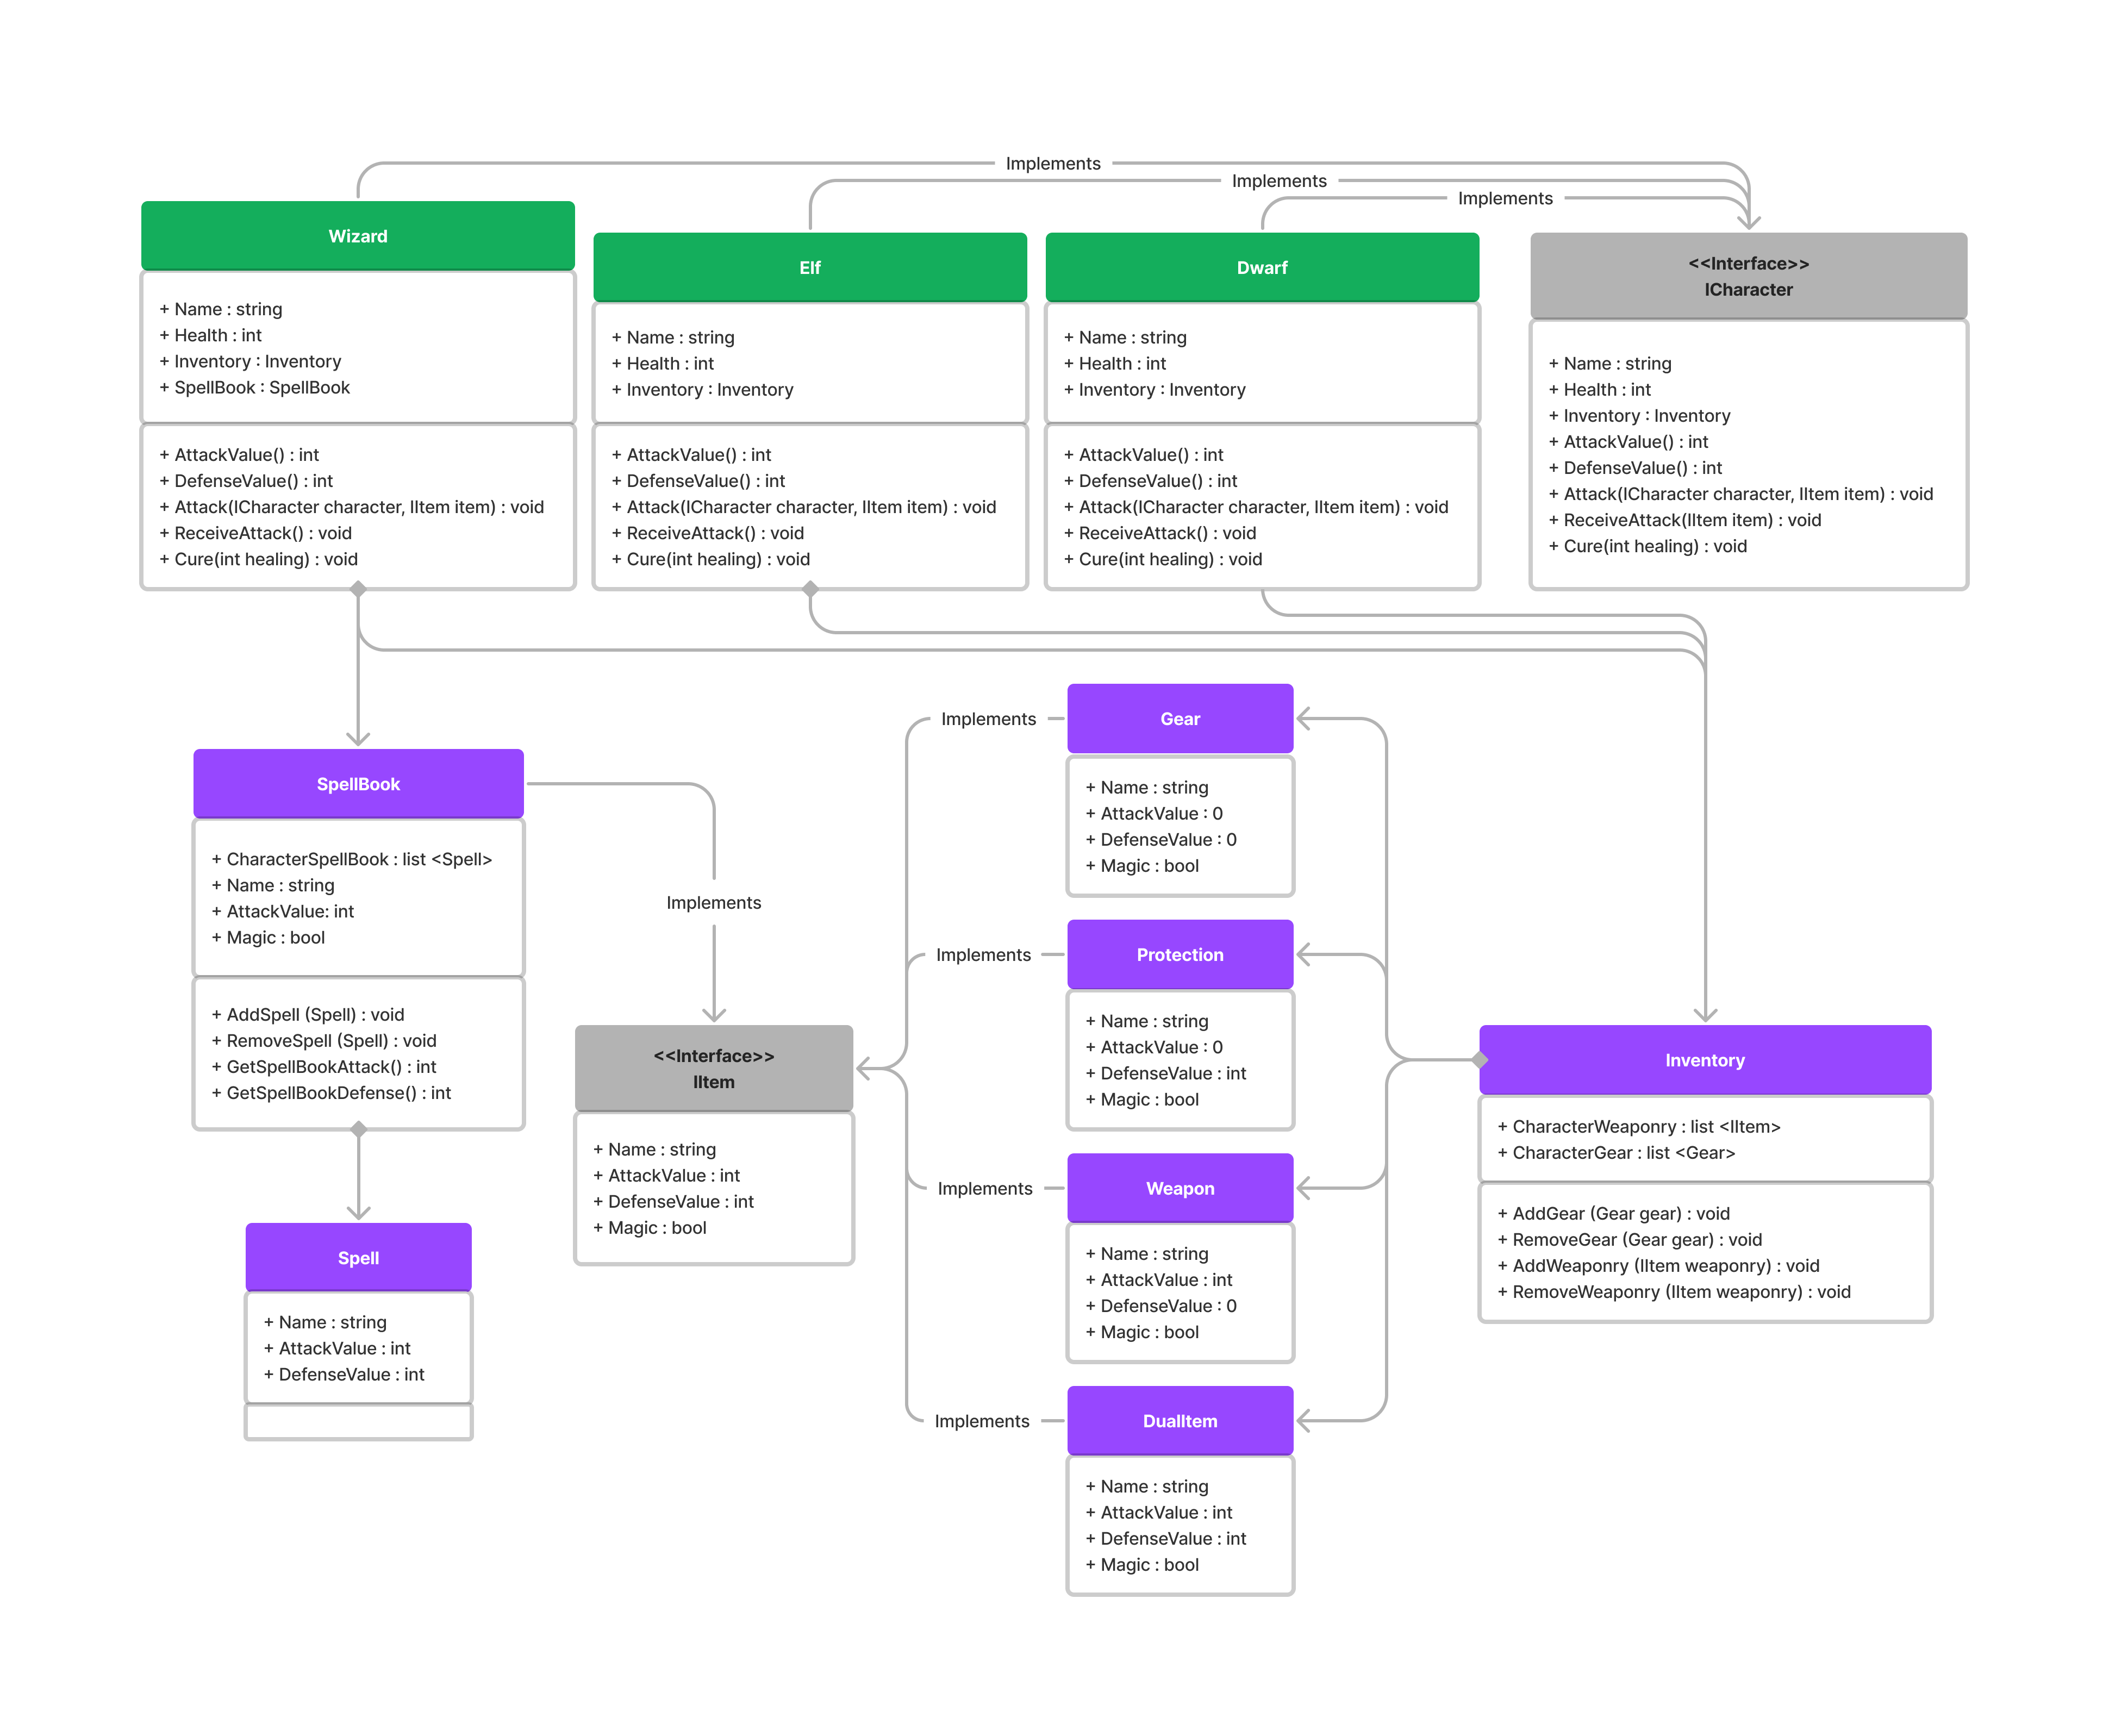 Implements
Implements
Implements
Wizard
+ Name : string
+ Health : int
+ Inventory : Inventory
+ SpellBook : SpellBook
+ AttackValue() : int
+ DefenseValue() : int
+ Attack(ICharacter character, IItem item) : void
+ ReceiveAttack() : void
+ Cure(int healing) : void
Elf
+ Name : string
+ Health : int
+ Inventory : Inventory
+ AttackValue() : int
+ DefenseValue() : int
+ Attack(ICharacter character, IItem item) : void
+ ReceiveAttack() : void
+ Cure(int healing) : void
Dwarf
+ Name : string
+ Health : int
+ Inventory : Inventory
+ AttackValue() : int
+ DefenseValue() : int
+ Attack(ICharacter character, IItem item) : void
+ ReceiveAttack() : void
+ Cure(int healing) : void
<<Interface>>
ICharacter
+ Name : string
+ Health : int
+ Inventory : Inventory
+ AttackValue() : int
+ DefenseValue() : int
+ Attack(ICharacter character, IItem item) : void
+ ReceiveAttack(IItem item) : void
+ Cure(int healing) : void
SpellBook
+ CharacterSpellBook : list <Spell>
+ Name : string
+ AttackValue: int
+ Magic : bool
+ AddSpell (Spell) : void
+ RemoveSpell (Spell) : void
+ GetSpellBookAttack() : int
+ GetSpellBookDefense() : int
Spell
+ Name : string
+ AttackValue : int
+ DefenseValue : int
Implements
<<Interface>>
IItem
+ Name : string
+ AttackValue : int
+ DefenseValue : int
+ Magic : bool
Implements
Gear
+ Name : string
+ AttackValue : 0
+ DefenseValue : 0
+ Magic : bool
Implements
Protection
+ Name : string
+ AttackValue : 0
+ DefenseValue : int
+ Magic : bool
Implements
Weapon
+ Name : string
+ AttackValue : int
+ DefenseValue : 0
+ Magic : bool
Implements
DualItem
+ Name : string
+ AttackValue : int
+ DefenseValue : int
+ Magic : bool
Inventory
+ CharacterWeaponry : list <IItem>
+ CharacterGear : list <Gear>
+ AddGear (Gear gear) : void
+ RemoveGear (Gear gear) : void
+ AddWeaponry (IItem weaponry) : void
+ RemoveWeaponry (IItem weaponry) : void